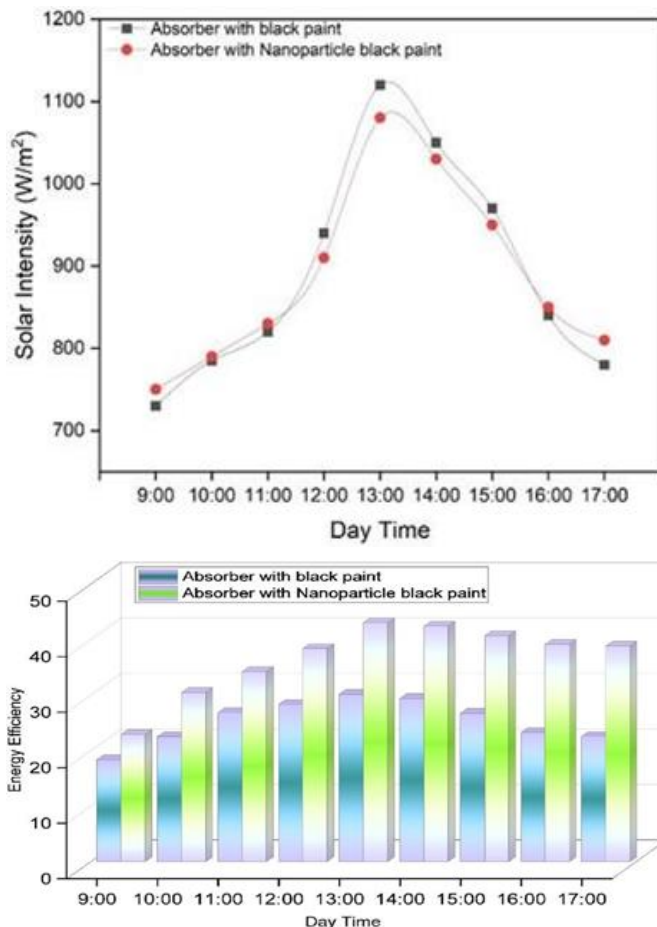 1200
Absorber with black paint
Absorber with Nanoparticle black paint
1100
1000
900
800
700
Solar Intensity (W/m²)
9:00 10:00 11:00 12:00 13:00 14:00 15:00 16:00 17:00
Day Time
Absorber with black paint
Absorber with Nanoparticle black paint
50
40
30
20
10
0
Energy Efficiency
9:00 10:00 11:00 12:00 13:00 14:00 15:00 16:00 17:00
Day Time